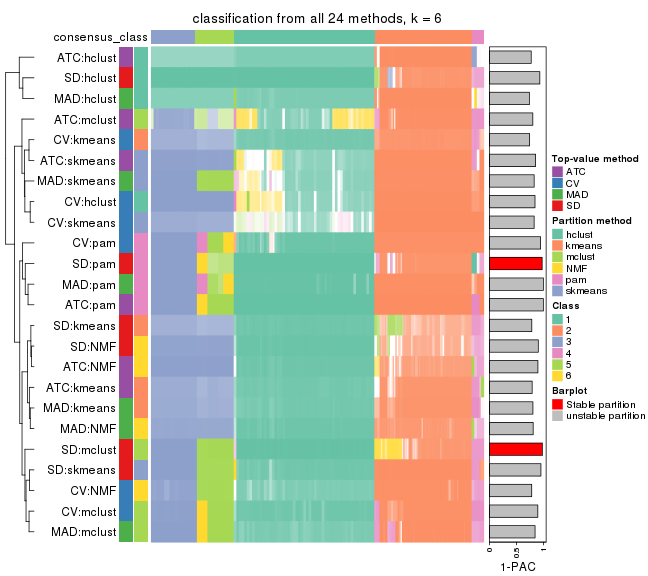 classification from all 24 methods, k = 6
consensus_class
ATC:hclust
SD:hclust
MAD:hclust
ATC:mclust
CV:kmeans
ATC:skmeans
MAD:skmeans
CV:hclust
CV:skmeans
CV:pam
SD:pam
MAD:pam
ATC:pam
SD:kmeans
SD:NMF
ATC:NMF
ATC:kmeans
MAD:kmeans
MAD:NMF
SD:mclust
SD:skmeans
CV:NMF
CV:mclust
MAD:mclust
0
0.5
1
1-PAC
Top-value method
ATC
CV
MAD
SD
Partition method
hclust
kmeans
mclust
NMF
pam
skmeans
Class
1
2
3
4
5
6
Barplot
Stable partition
unstable partition